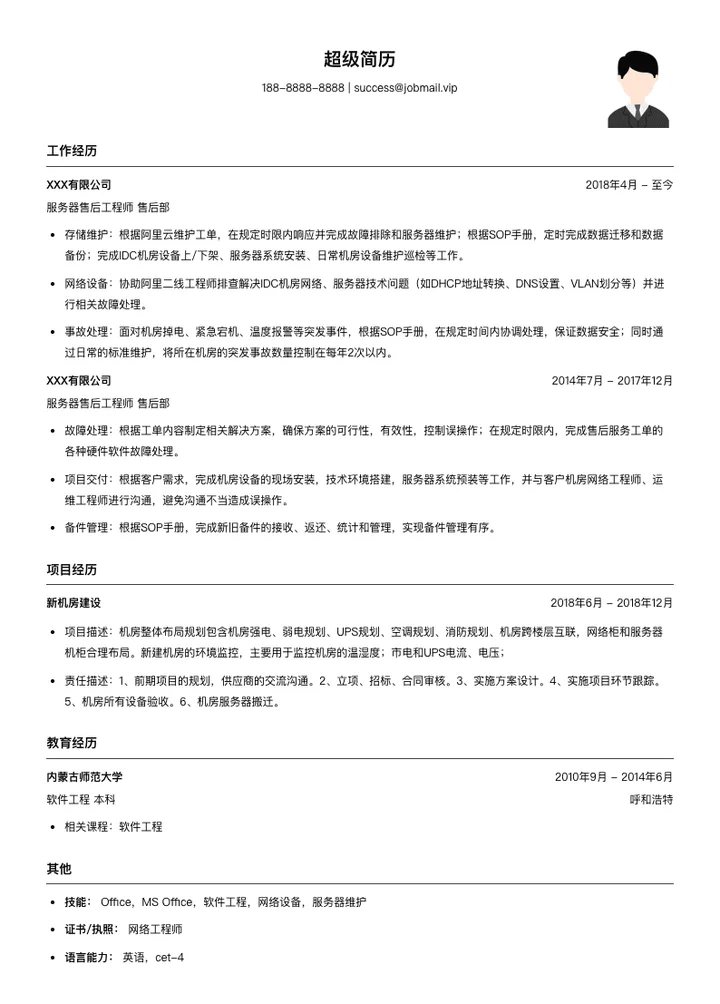 超级简历
188-8888-8888 | success@jobmail.vip
工作经历
XXX有限公司 2018年4月 – 至今
服务器售后工程师 售后部
• 存储维护：根据阿里云维护工单，在规定时限内响应并完成故障排除和服务器维护；根据SOP手册，定时完成数据迁移和数据
备份；完成IDC机房设备上/下架、服务器系统安装、日常机房设备维护巡检等工作。
• 网络设备：协助阿里二线工程师排查解决IDC机房网络、服务器技术问题（如DHCP地址转换、DNS设置、VLAN划分等）并进
行相关故障处理。
• 事故处理：面对机房掉电、紧急宕机、温度报警等突发事件，根据SOP手册，在规定时间内协调处理，保证数据安全；同时通
过日常的标准维护，将所在机房的突发事故数量控制在每年2次以内。
XXX有限公司 2014年7月 – 2017年12月
服务器售后工程师 售后部
• 故障处理：根据工单内容制定相关解决方案，确保方案的可行性，有效性，控制误操作；在规定时限内，完成售后服务工单的
各种硬件软件故障处理。
• 项目交付：根据客户需求，完成机房设备的现场安装，技术环境搭建，服务器系统预装等工作，并与客户机房网络工程师、运
维工程师进行沟通，避免沟通不当造成误操作。
• 备件管理：根据SOP手册，完成新旧备件的接收、返还、统计和管理，实现备件管理有序。
项目经历
新机房建设 2018年6月 – 2018年12月
• 项目描述：机房整体布局规划包含机房强电、弱电规划、UPS规划、空调规划、消防规划、机房跨楼层互联，网络柜和服务器
机柜合理布局。新建机房的环境监控，主要用于监控机房的温湿度；市电和UPS电流、电压；
• 责任描述：1、前期项目的规划，供应商的交流沟通。2、立项、招标、合同审核。3、实施方案设计。4、实施项目环节跟踪。
5、机房所有设备验收。6、机房服务器搬迁。
教育经历
内蒙古师范大学 2010年9月 – 2014年6月
软件工程 本科 呼和浩特
• 相关课程：软件工程
其他
• 技能： Office，MS Office，软件工程，网络设备，服务器维护
• 证书/执照： 网络工程师
• 语言能力： 英语，cet-4